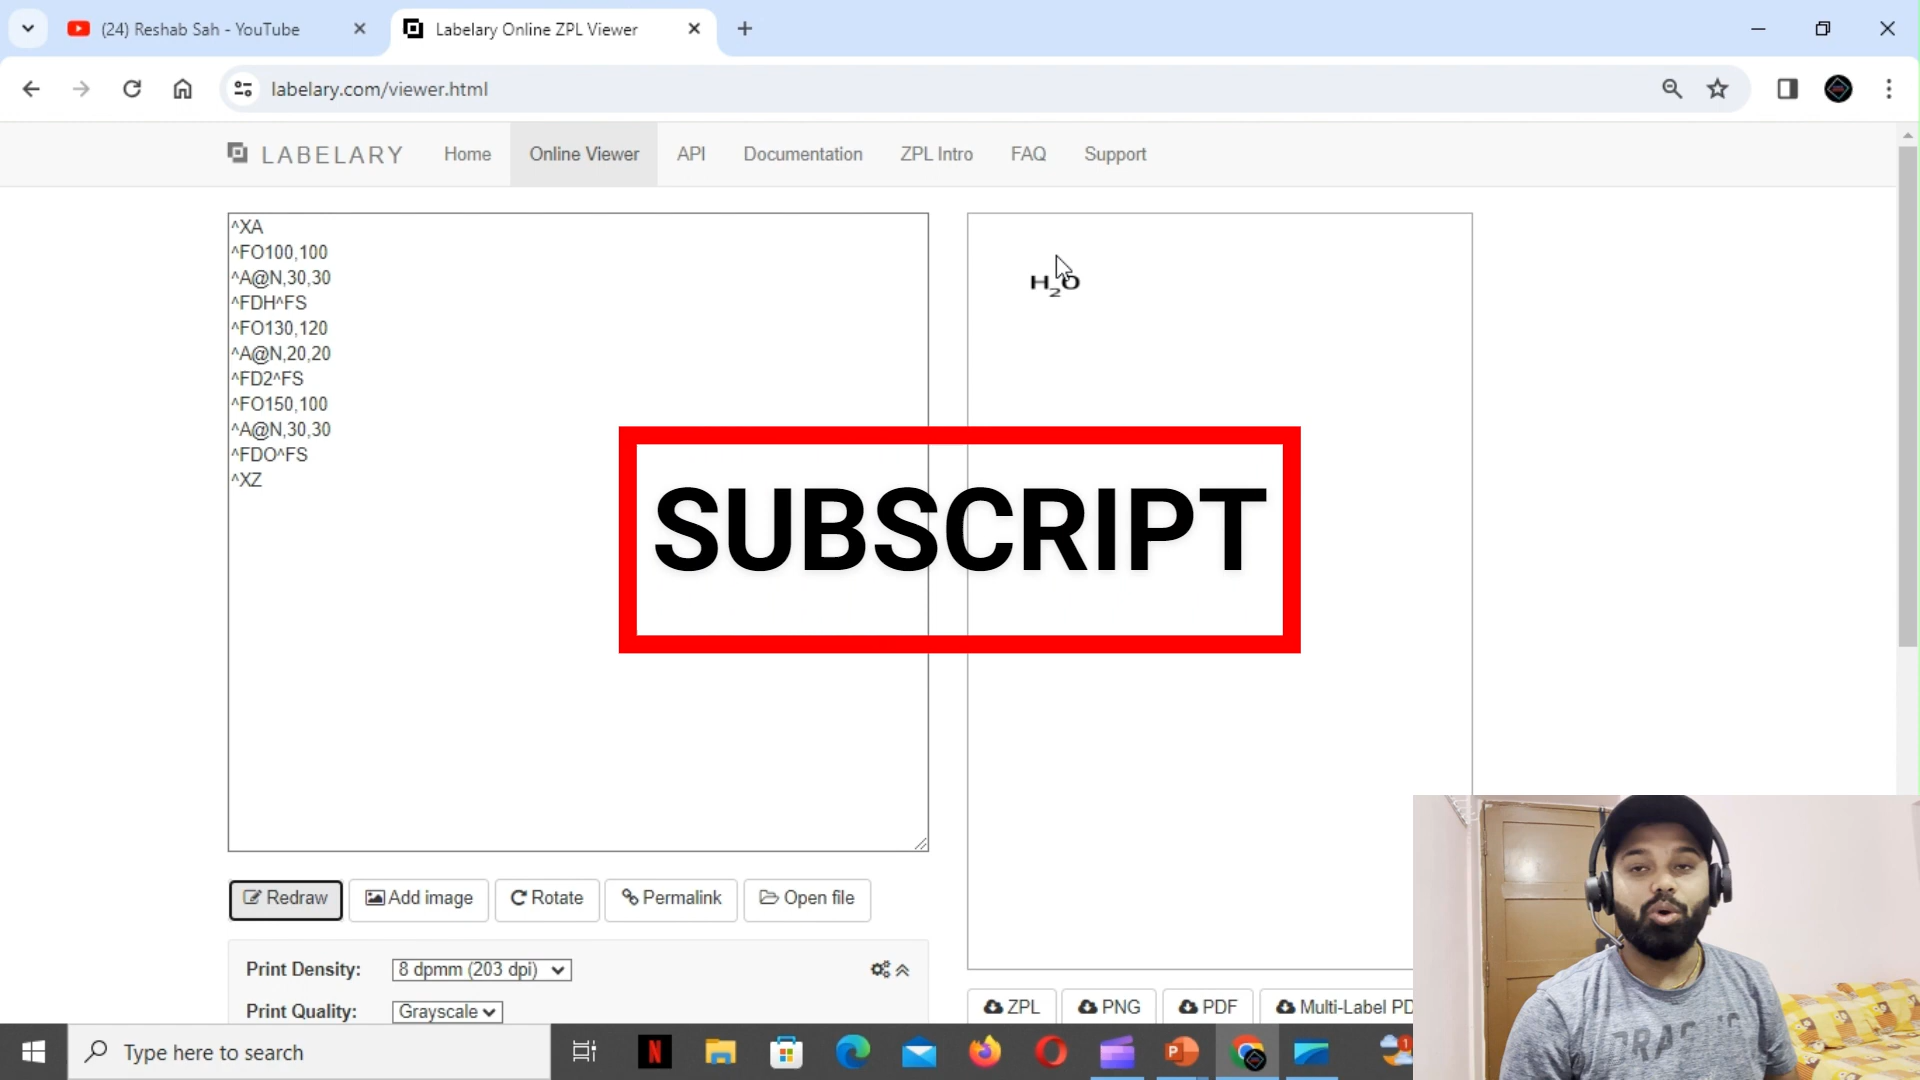 (24) Reshab Sah - YouTube
Labelary Online ZPL Viewer
labelary.com/viewer.html
LABELARY
Home
Online Viewer
API
Documentation
ZPL Intro
FAQ
Support
^XA
^FO100,100
^A@N,30,30
^FDH^FS
^FO130,120
^A@N,20,20
^FD2^FS
^FO150,100
^A@N,30,30
^FDO^FS
^XZ
H2O
SUBSCRIPT
Redraw
Add image
Rotate
Permalink
Open file
Print Density:
8 dpmm (203 dpi)
Print Quality:
Grayscale
ZPL
PNG
PDF
Multi-Label PD
Type here to search
N
P
1